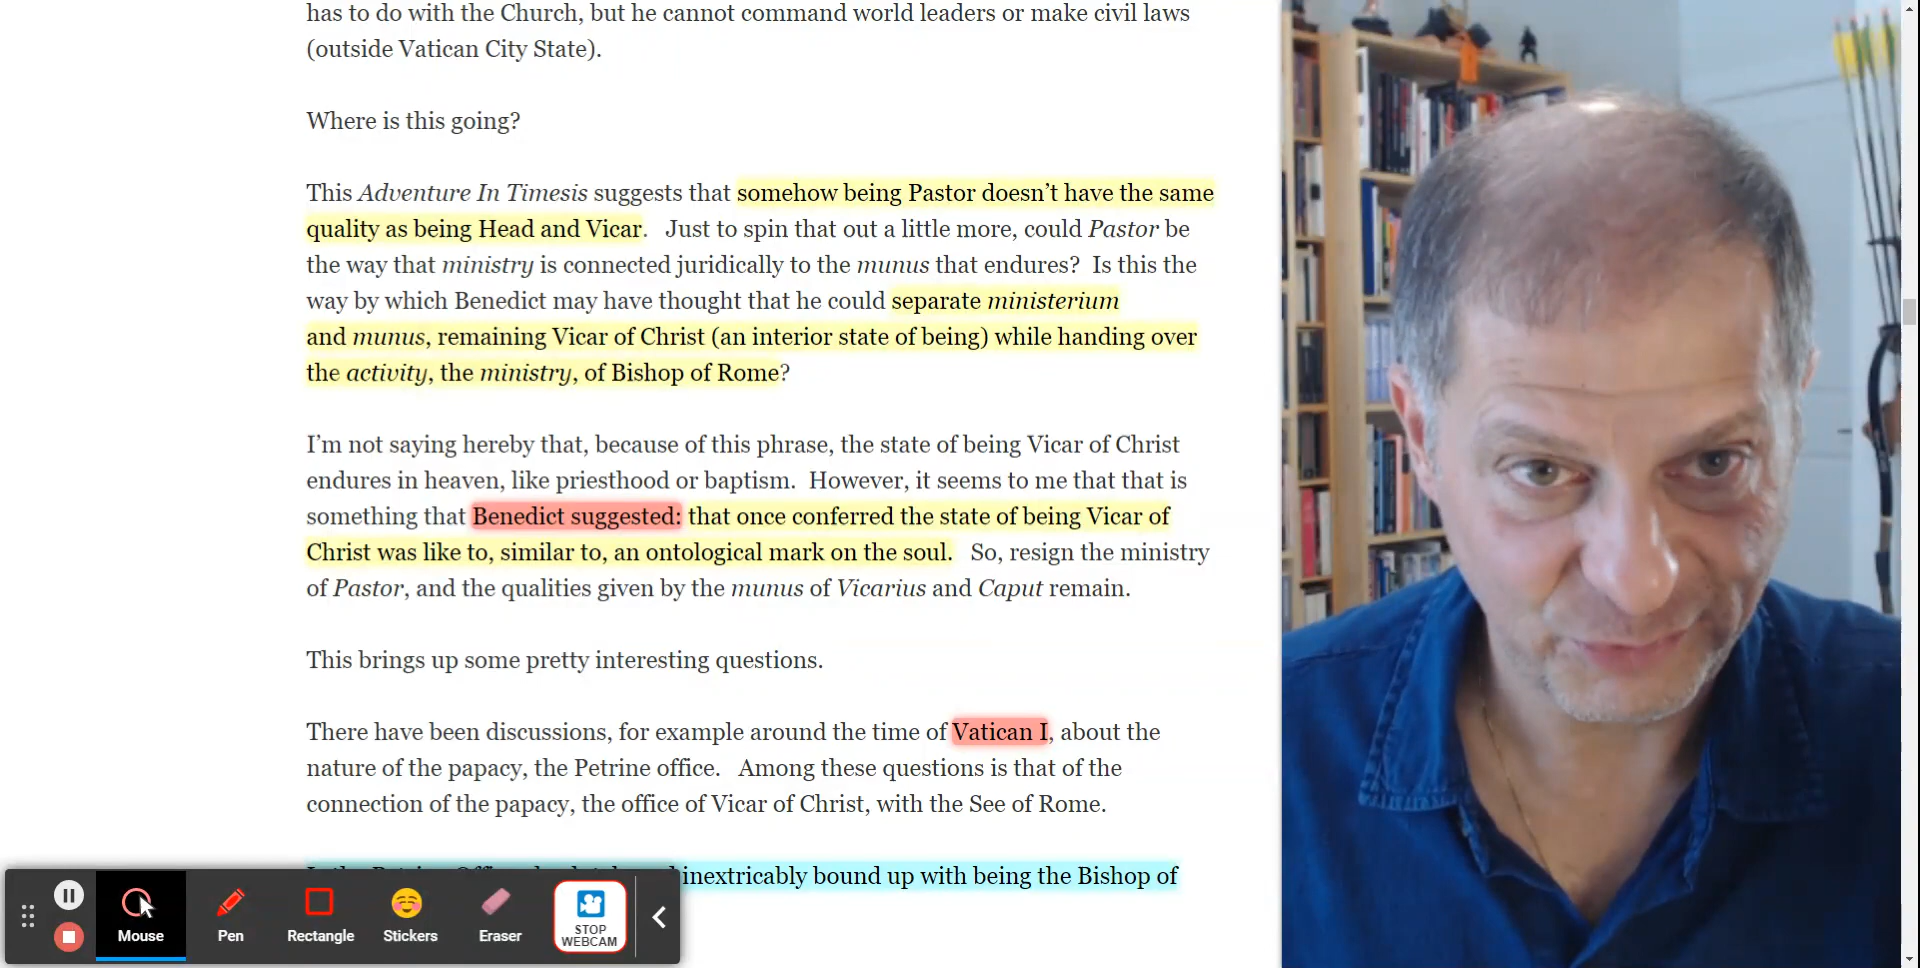 has to do with the Church, but he cannot command world leaders or make civil laws
(outside Vatican City State).
Where is this going?
This Adventure In Timesis suggests that somehow being Pastor doesn’t have the same
quality as being Head and Vicar.   Just to spin that out a little more, could Pastor be
the way that ministry is connected juridically to the munus that endures?  Is this the
way by which Benedict may have thought that he could separate ministerium
and munus, remaining Vicar of Christ (an interior state of being) while handing over
the activity, the ministry, of Bishop of Rome?
I’m not saying hereby that, because of this phrase, the state of being Vicar of Christ
endures in heaven, like priesthood or baptism.  However, it seems to me that that is
something that Benedict suggested: that once conferred the state of being Vicar of
Christ was like to, similar to, an ontological mark on the soul.   So, resign the ministry
of Pastor, and the qualities given by the munus of Vicarius and Caput remain.
This brings up some pretty interesting questions.
There have been discussions, for example around the time of Vatican I, about the
nature of the papacy, the Petrine office.   Among these questions is that of the
connection of the papacy, the office of Vicar of Christ, with the See of Rome.
inextricably bound up with being the Bishop of
Mouse
Pen
Rectangle
Stickers
Eraser
STOP
WEBCAM